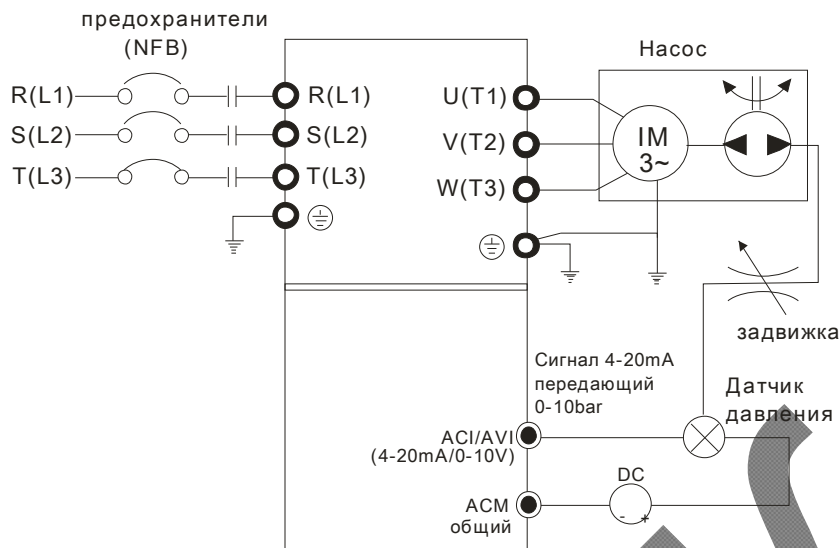 предохранители
(NFB)
Насос
R(L1)
R(L1)
U(T1)
S(L2)
S(L2)
V(T2)
IM
3~
T(L3)
T(L3)
W(T3)
задвижка
Сигнал 4-20mA
передающий
0-10bar
Датчик
давления
ACI/AVI
(4-20mA/0-10V)
DC
- +
ACM
общий